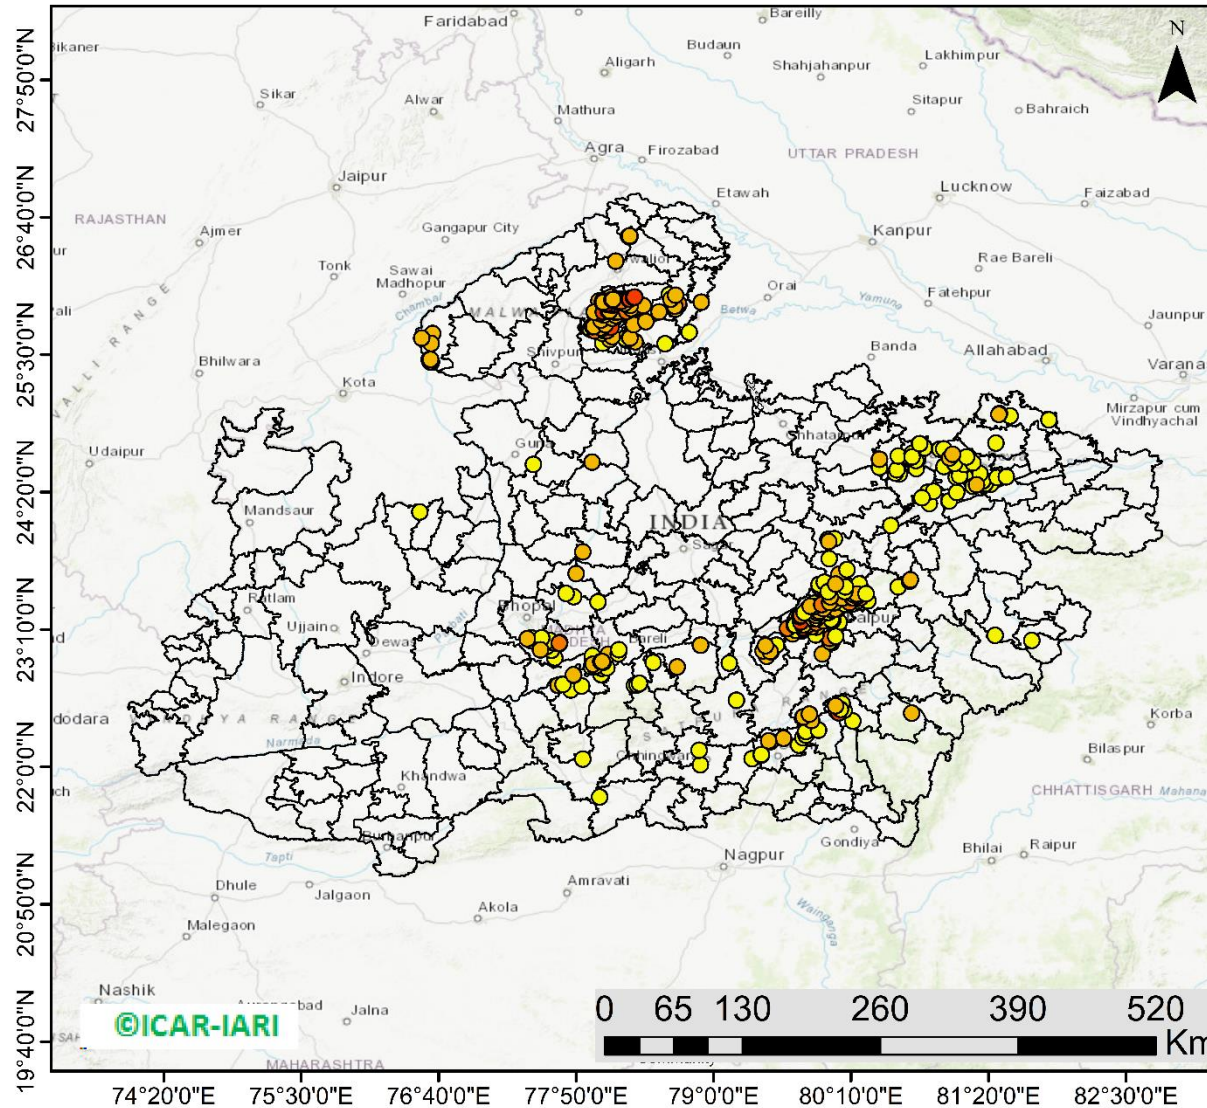 Faridabad
Bareilly
N
27°50'0"N
26°40'0"N
25°30'0"N
24°20'0"N
23°10'0"N
22°0'0"N
20°50'0"N
19°40'0"N
Budaun
Aligarh
Shahjahanpur
Lakhimpur
Sikar
Alwar
Mathura
Sitapur
Bahraich
Agra
Firozabad
UTTAR PRADESH
Jaipur
Etawah
Lucknow
Faizabad
RAJASTHAN
Ajmer
Gangapur City
Kanpur
Tonk
Sawai
Madhopur
Rae Bareli
Orai
Fatehpur
Chambal
Yamuna
Betwa
Jaunpur
Bhilwara
Shivpuri
Banda
Allahabad
Kota
Mirzapur cum
Vindhyachal
Udaipur
Guna
Mandsaur
INDIA
Sagar
Ratlam
Bhopal
Ujjain
Dewas
Parbati
Bareli
Indore
RANGE
Narmada
Korba
Chhindwara
Khandwa
Bilaspur
CHHATTISGARH
Burhanpur
Tapti
Gondiya
Bhilai
Raipur
Nagpur
Dhule
Jalgaon
Amravati
Akola
Malegaon
Wainganga
Nashik
Jalna
©ICAR-IARI
MAHARASHTRA
0 65 130 260 390 520
Km
74°20'0"E 75°30'0"E 76°40'0"E 77°50'0"E 79°0'0"E 80°10'0"E 81°20'0"E 82°30'0"E